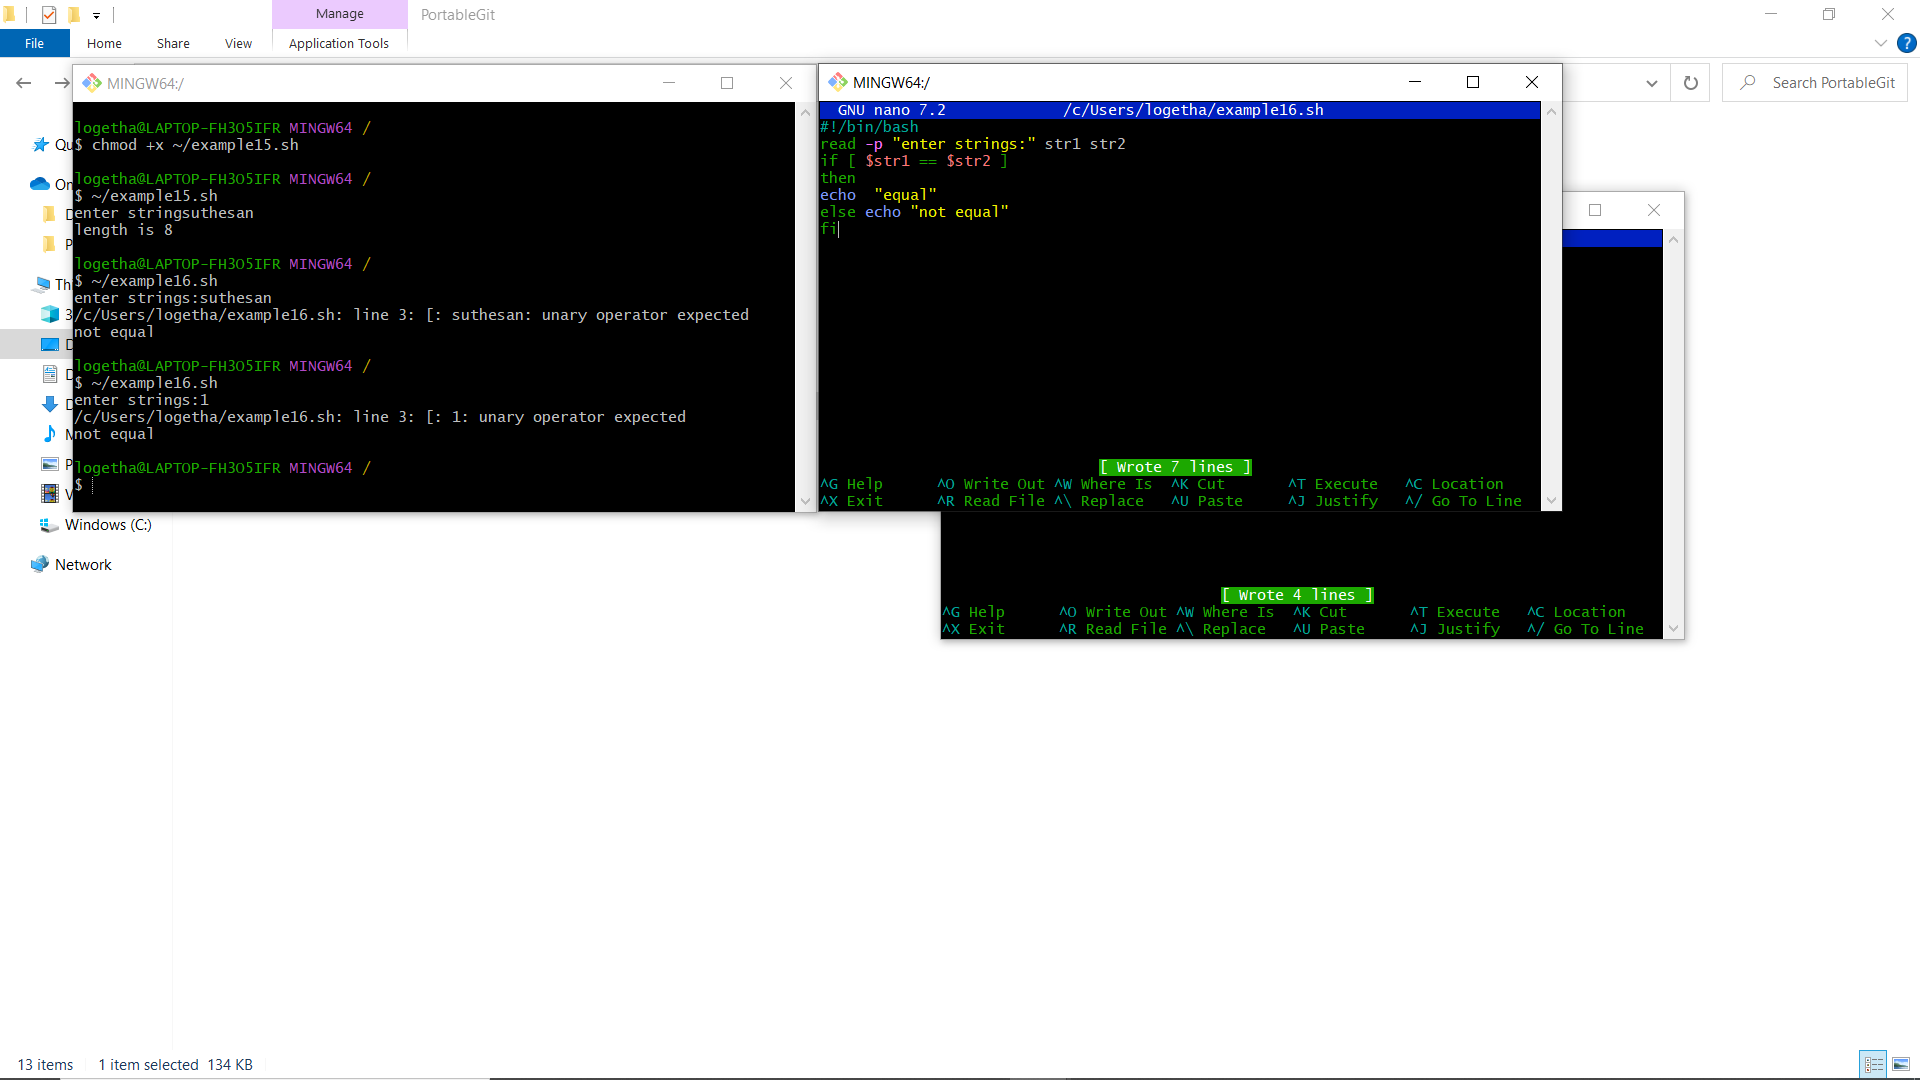 Manage
PortableGit
File
Home
Share
View
Application Tools
Search PortableGit
MINGW64:/
logetha@LAPTOP-FH3O5IFR MINGW64 /
$ chmod +x ~/example15.sh
logetha@LAPTOP-FH3O5IFR MINGW64 /
$ ~/example15.sh
enter stringsuthesan
length is 8
logetha@LAPTOP-FH3O5IFR MINGW64 /
$ ~/example16.sh
enter strings:suthesan
/c/Users/logetha/example16.sh: line 3: [: suthesan: unary operator expected
not equal
logetha@LAPTOP-FH3O5IFR MINGW64 /
$ ~/example16.sh
enter strings:1
/c/Users/logetha/example16.sh: line 3: [: 1: unary operator expected
not equal
logetha@LAPTOP-FH3O5IFR MINGW64 /
$
MINGW64:/
GNU nano 7.2 /c/Users/logetha/example16.sh
#!/bin/bash
read -p "enter strings:" str1 str2
if [ $str1 == $str2 ]
then
echo  "equal"
else echo "not equal"
fi
[ Wrote 7 lines ]
^G Help ^O Write Out ^W Where Is ^K Cut ^T Execute ^C Location
^X Exit ^R Read File ^\ Replace ^U Paste ^J Justify ^/ Go To Line
[ Wrote 4 lines ]
^G Help ^O Write Out ^W Where Is ^K Cut ^T Execute ^C Location
^X Exit ^R Read File ^\ Replace ^U Paste ^J Justify ^/ Go To Line
Windows (C:)
Network
13 items
1 item selected 134 KB